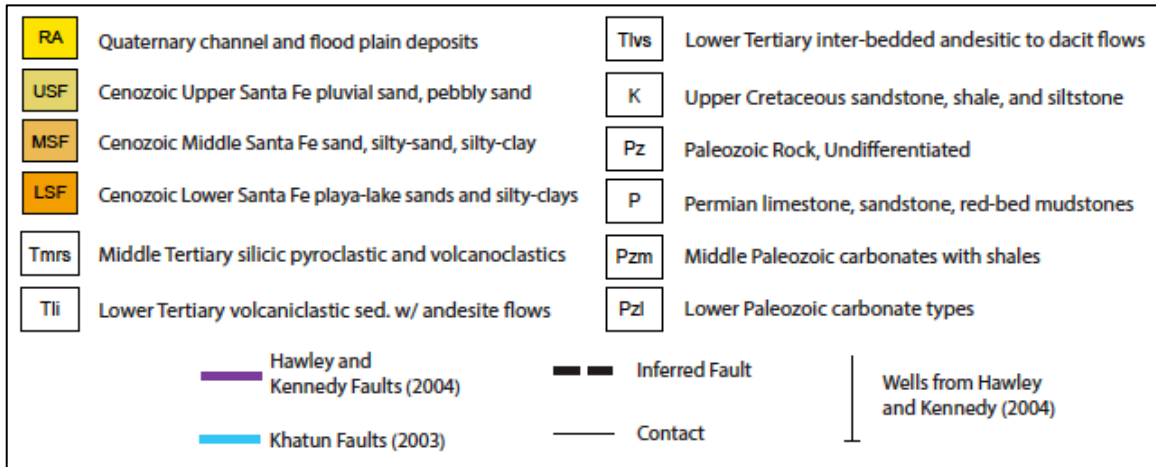 RA Quaternary channel and flood plain deposits
USF Cenozoic Upper Santa Fe pluvial sand, pebbly sand
MSF Cenozoic Middle Santa Fe sand, silty-sand, silty-clay
LSF Cenozoic Lower Santa Fe playa-lake sands and silty-clays
Tmrs Middle Tertiary silicic pyroclastic and volcanoclastics
Tli Lower Tertiary volcaniclastic sed. w/ andesite flows
Tlvs Lower Tertiary inter-bedded andesitic to dacit flows
K Upper Cretaceous sandstone, shale, and siltstone
Pz Paleozoic Rock, Undifferentiated
P Permian limestone, sandstone, red-bed mudstones
Pzm Middle Paleozoic carbonates with shales
Pzl Lower Paleozoic carbonate types
Hawley and
Kennedy Faults (2004)
Khatun Faults (2003)
Inferred Fault
Contact
Wells from Hawley
and Kennedy (2004)